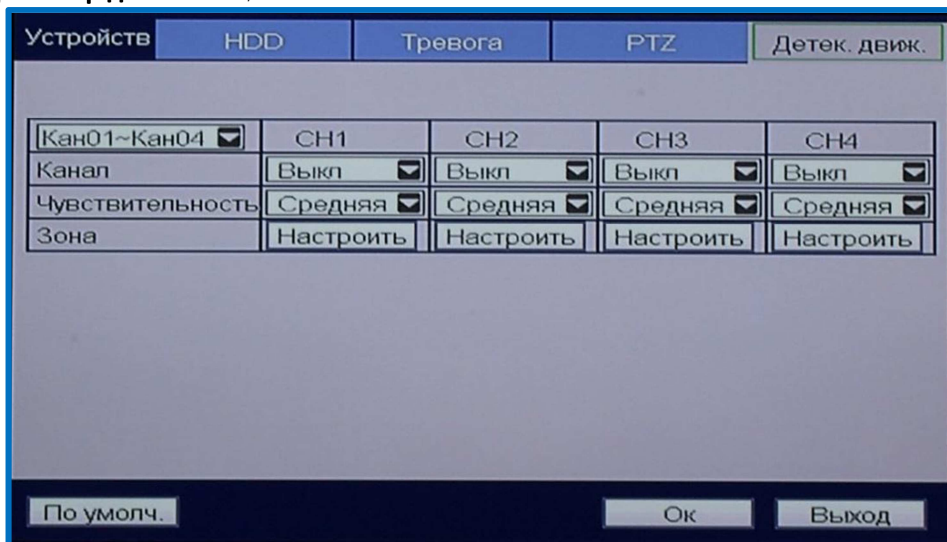 Устройств HDD Тревога PTZ Детек. движ.
Кан01~Кан04 CH1 CH2 CH3 CH4
Канал Выкл Выкл Выкл Выкл
Чувствительность Средняя Средняя Средняя Средняя
Зона Настроить Настроить Настроить Настроить
По умолч. Ок Выход